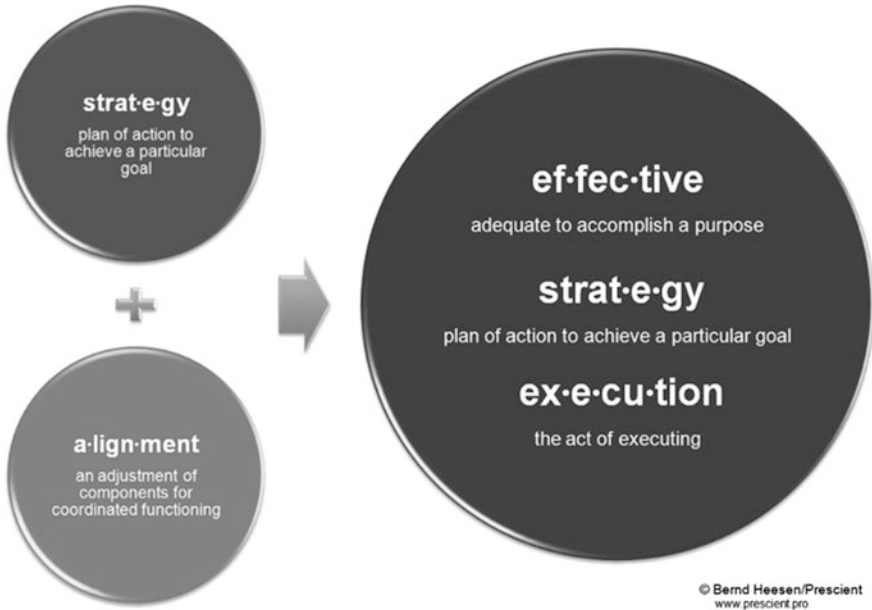 strat·e·gy
plan of action to
achieve a particular
goal
a·lign·ment
an adjustment of
components for
coordinated functioning
ef·fec·tive
adequate to accomplish a purpose
strat·e·gy
plan of action to achieve a particular goal
ex·e·cu·tion
the act of executing
© Bernd Heesen/Prescient
www.prescient.pro